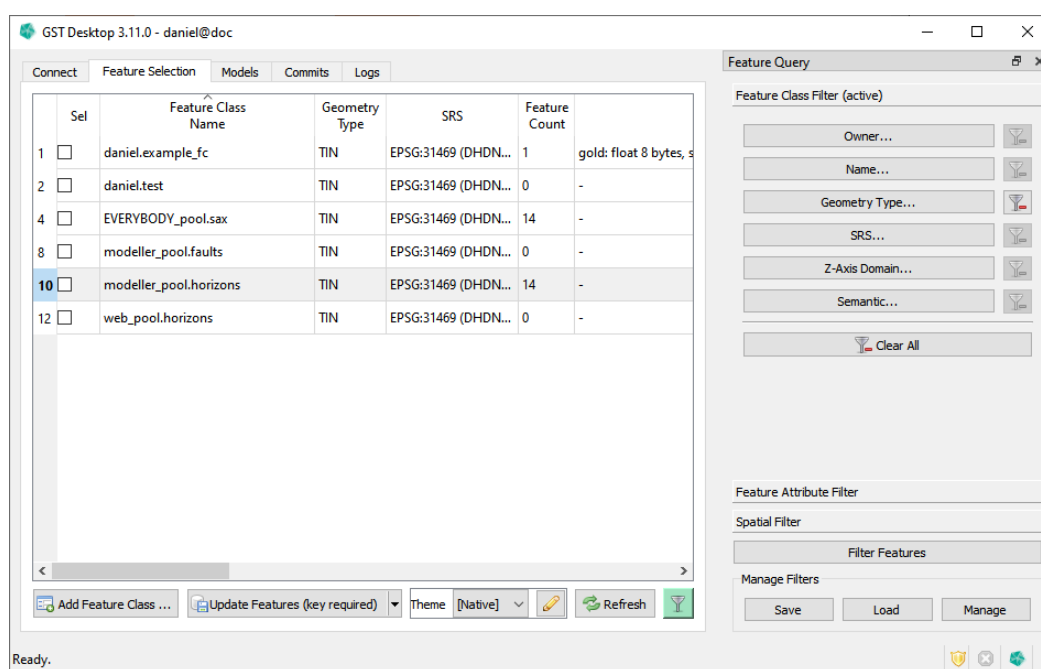 GST Desktop 3.11.0 - daniel@doc
Connect Feature Selection Models Commits Logs
Sel Feature Class Name Geometry Type SRS Feature Count
1 daniel.example_fc TIN EPSG:31469 (DHDN... 1 gold: float 8 bytes, s
2 daniel.test TIN EPSG:31469 (DHDN... 0 -
4 EVERYBODY_pool.sax TIN EPSG:31469 (DHDN... 14 -
8 modeller_pool.faults TIN EPSG:31469 (DHDN... 0 -
10 modeller_pool.horizons TIN EPSG:31469 (DHDN... 14 -
12 web_pool.horizons TIN EPSG:31469 (DHDN... 0 -
Add Feature Class ... Update Features (key required) Theme [Native] Refresh
Feature Query
Feature Class Filter (active)
Owner...
Name...
Geometry Type...
SRS...
Z-Axis Domain...
Semantic...
Clear All
Feature Attribute Filter
Spatial Filter
Filter Features
Manage Filters
Save Load Manage
Ready.